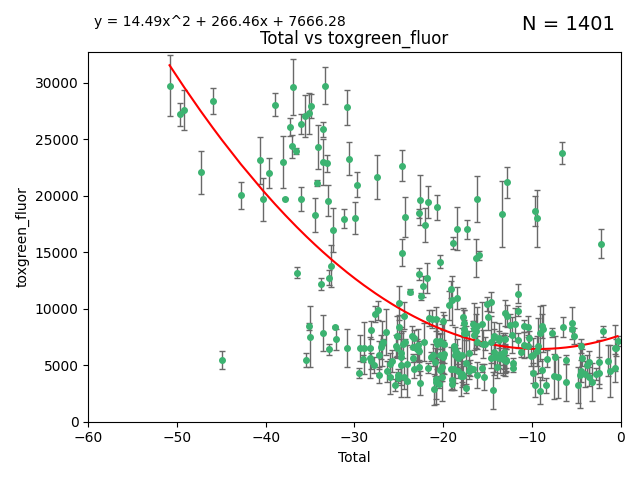 y = 14.49x^2 + 266.46x + 7666.28
N = 1401
Total vs toxgreen_fluor
30000
25000
20000
15000
10000
5000
0
toxgreen_fluor
−60
−50
−40
−30
−20
−10
0
Total